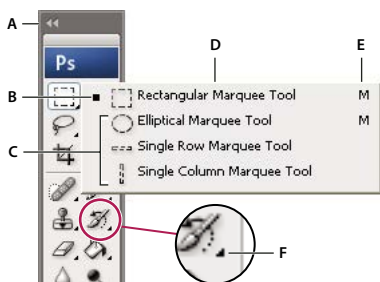 A
D
E
Ps
B
Rectangular Marquee Tool M
Elliptical Marquee Tool M
C
Single Row Marquee Tool
Single Column Marquee Tool
F